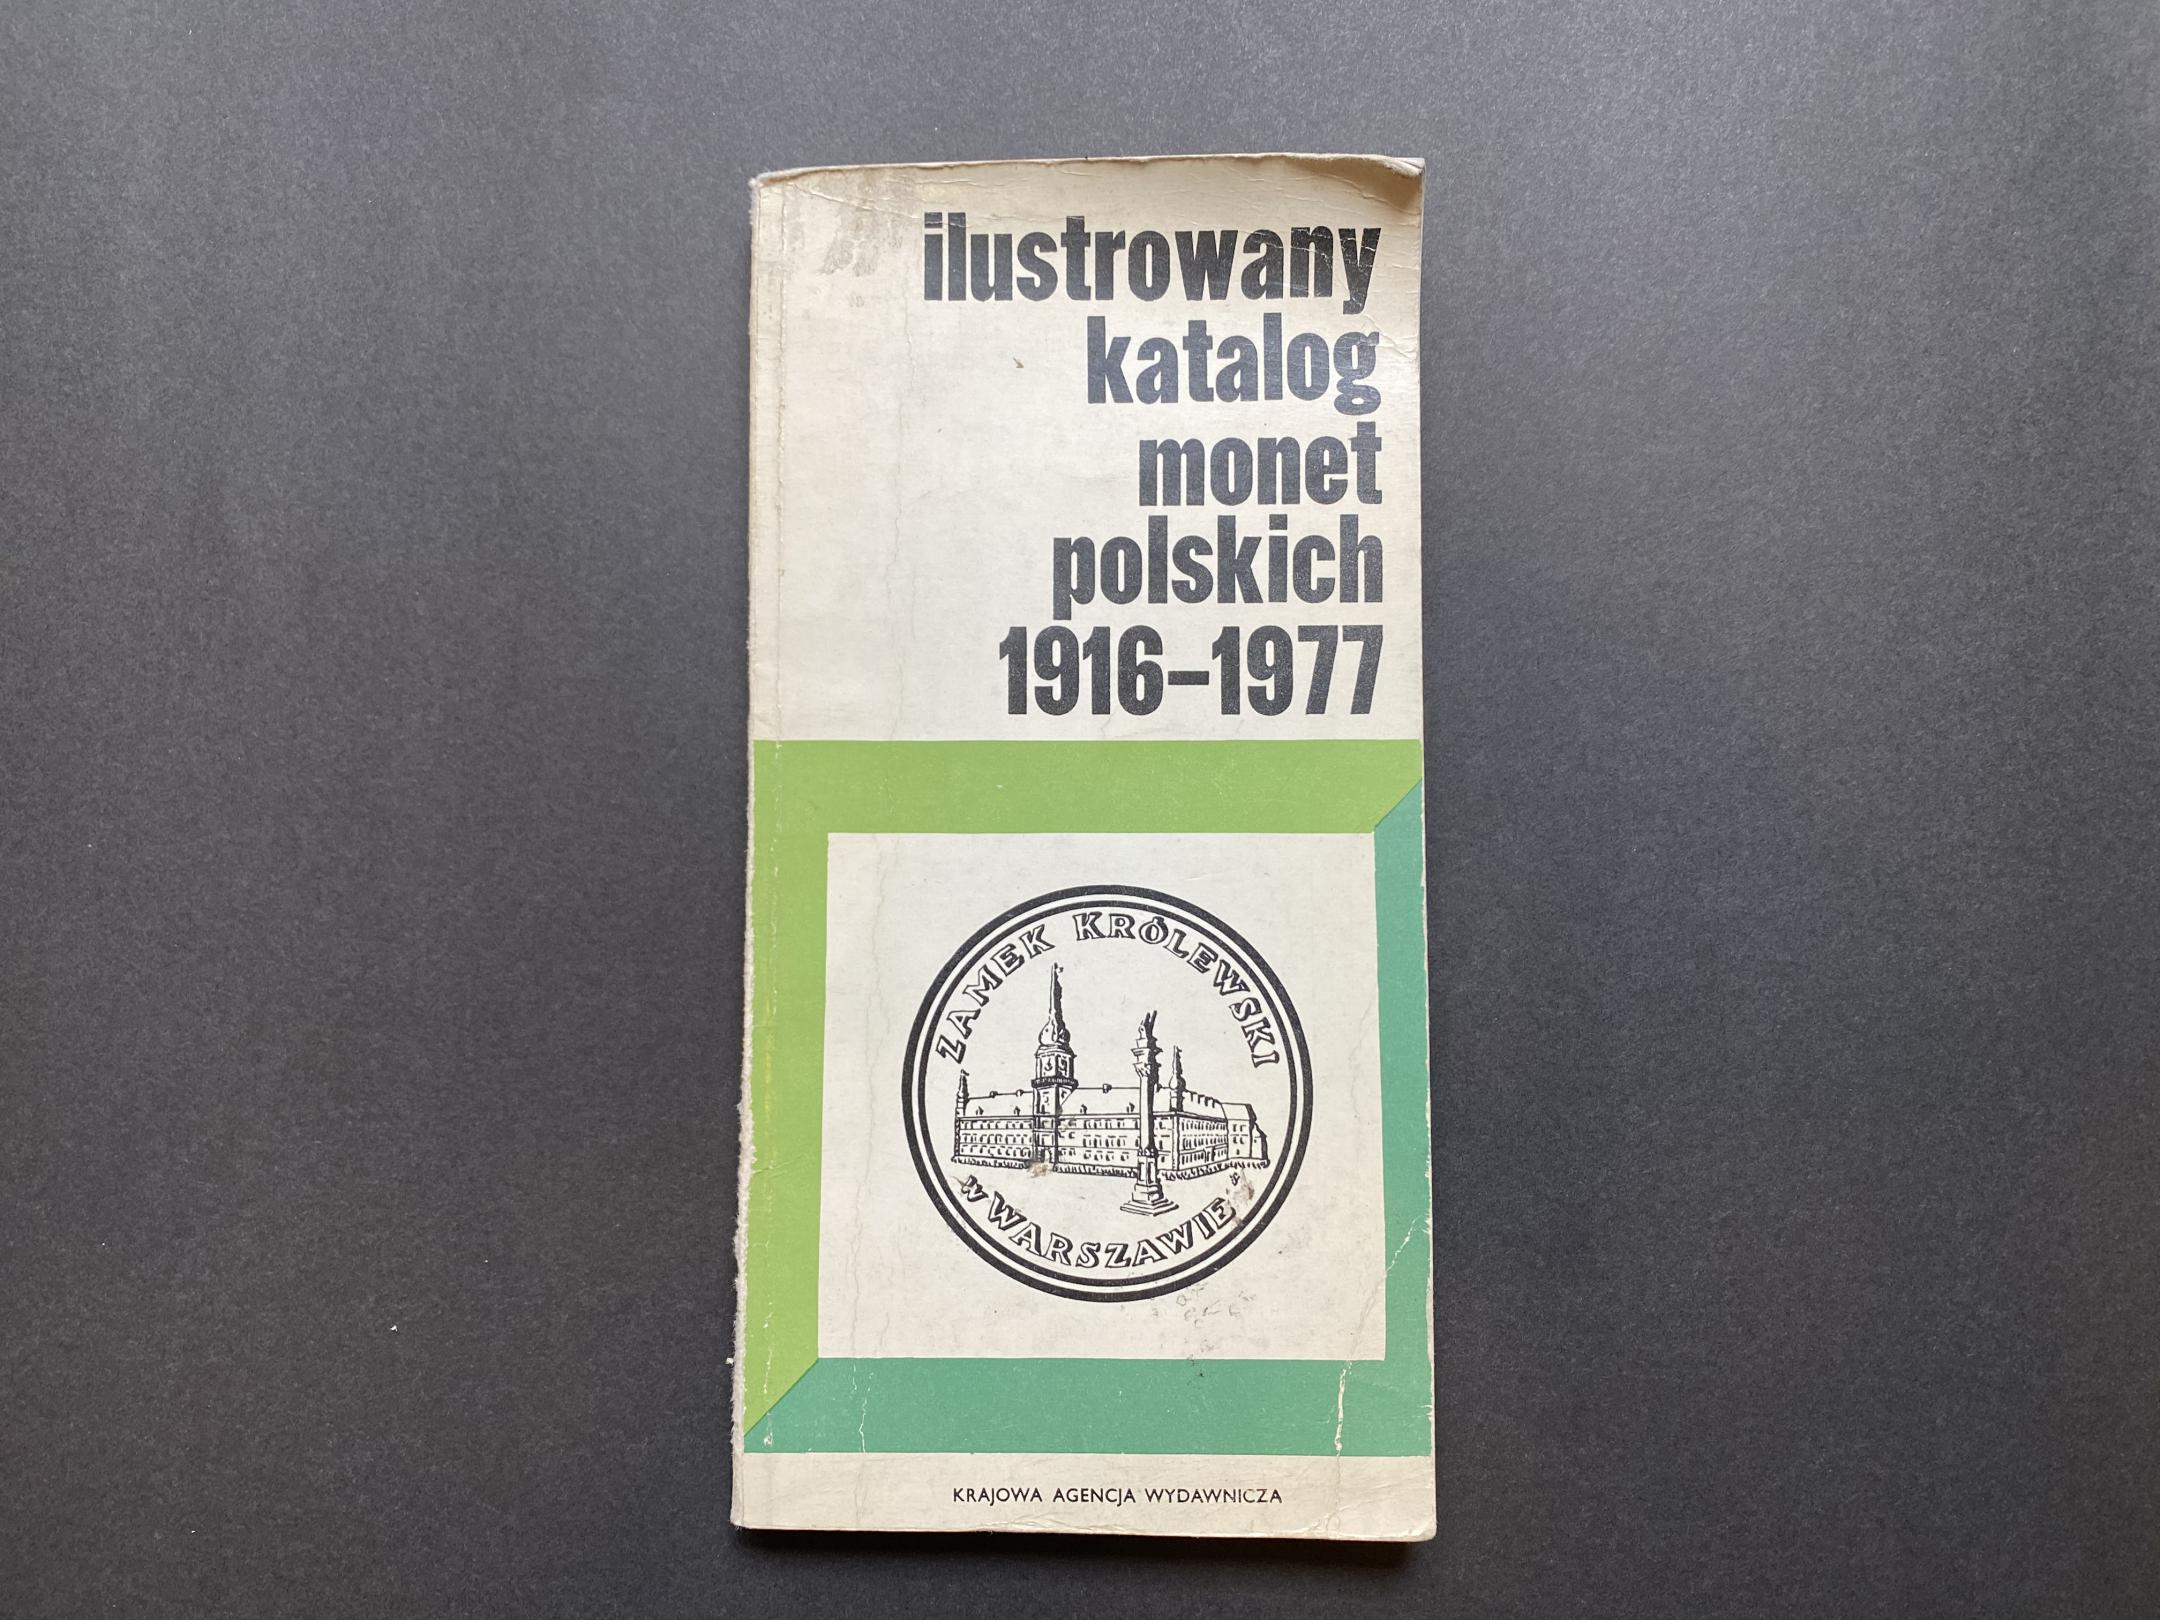 ilustrowany
katalog
monet
polskich
1916–1977
ZAMEK KRÓLEWSKI
w WARSZAWIE
KRAJOWA AGENCJA WYDAWNICZA